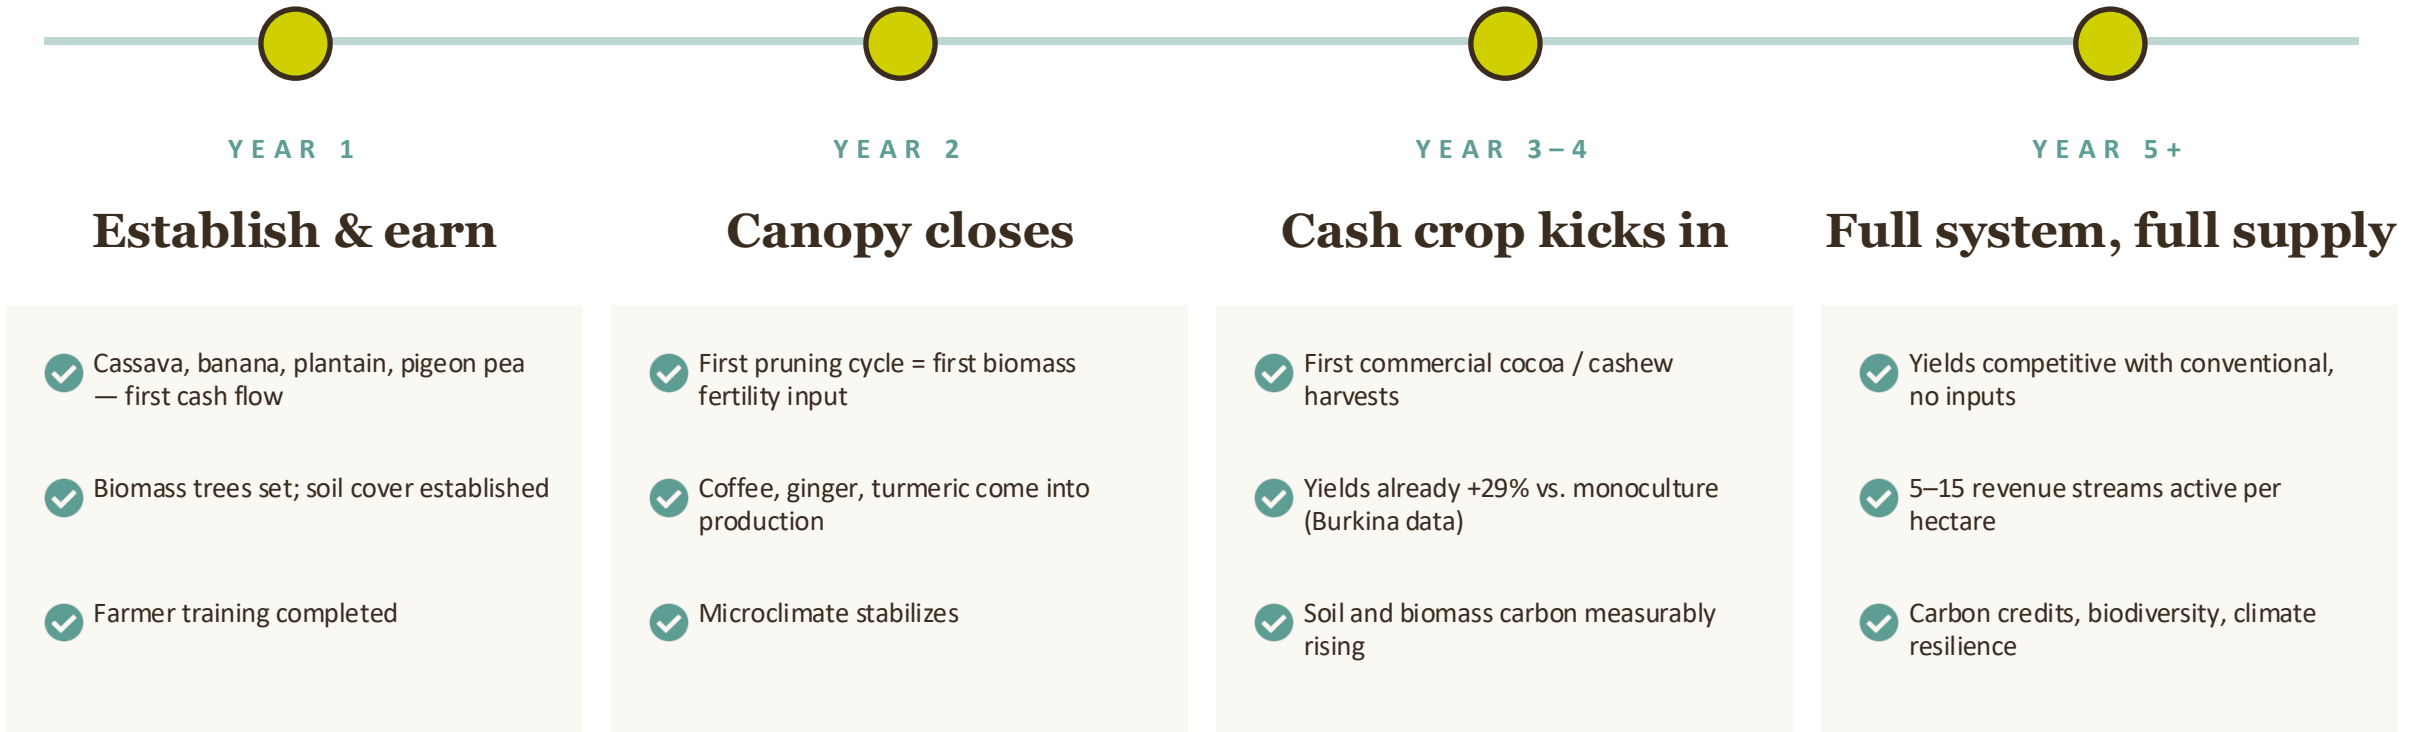 YEAR 1
Establish & earn
Cassava, banana, plantain, pigeon pea
— first cash flow
Biomass trees set; soil cover established
Farmer training completed
YEAR 2
Canopy closes
First pruning cycle = first biomass
fertility input
Coffee, ginger, turmeric come into
production
Microclimate stabilizes
YEAR 3–4
Cash crop kicks in
First commercial cocoa / cashew
harvests
Yields already +29% vs. monoculture
(Burkina data)
Soil and biomass carbon measurably
rising
YEAR 5+
Full system, full supply
Yields competitive with conventional,
no inputs
5–15 revenue streams active per
hectare
Carbon credits, biodiversity, climate
resilience